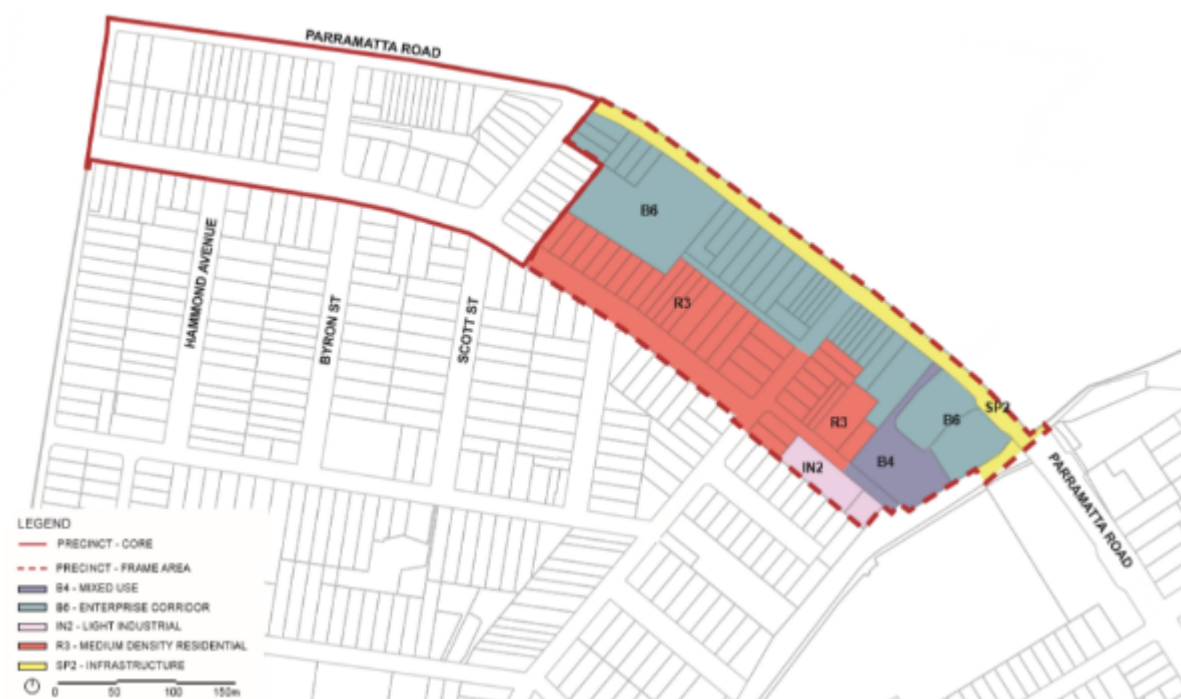 PARRAMATTA ROAD
B6
HAMMOND AVENUE
BYRON ST
SCOTT ST
R3
R3
B6
SP2
IN2
B4
PARRAMATTA ROAD
LEGEND
PRECINCT - CORE
PRECINCT - FRAME AREA
B4 - MIXED USE
B6 - ENTERPRISE CORRIDOR
IN2 - LIGHT INDUSTRIAL
R3 - MEDIUM DENSITY RESIDENTIAL
SP2 - INFRASTRUCTURE
0 50 100 150m